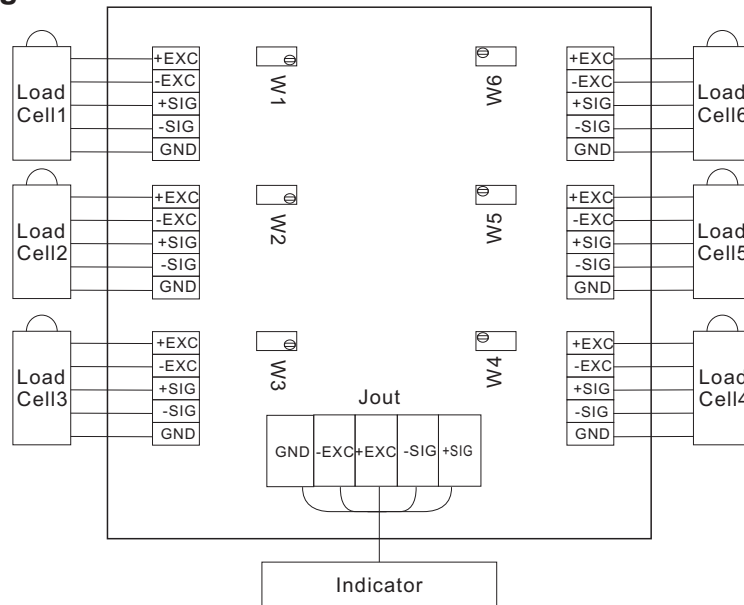 Load
Cell1
+EXC
-EXC
+SIG
-SIG
GND
W1
W6
+EXC
-EXC
+SIG
-SIG
GND
Load
Cell6
Load
Cell2
+EXC
-EXC
+SIG
-SIG
GND
W2
W5
+EXC
-EXC
+SIG
-SIG
GND
Load
Cell5
Load
Cell3
+EXC
-EXC
+SIG
-SIG
GND
W3
W4
+EXC
-EXC
+SIG
-SIG
GND
Load
Cell4
Jout
GND -EXC +EXC -SIG +SIG
Indicator